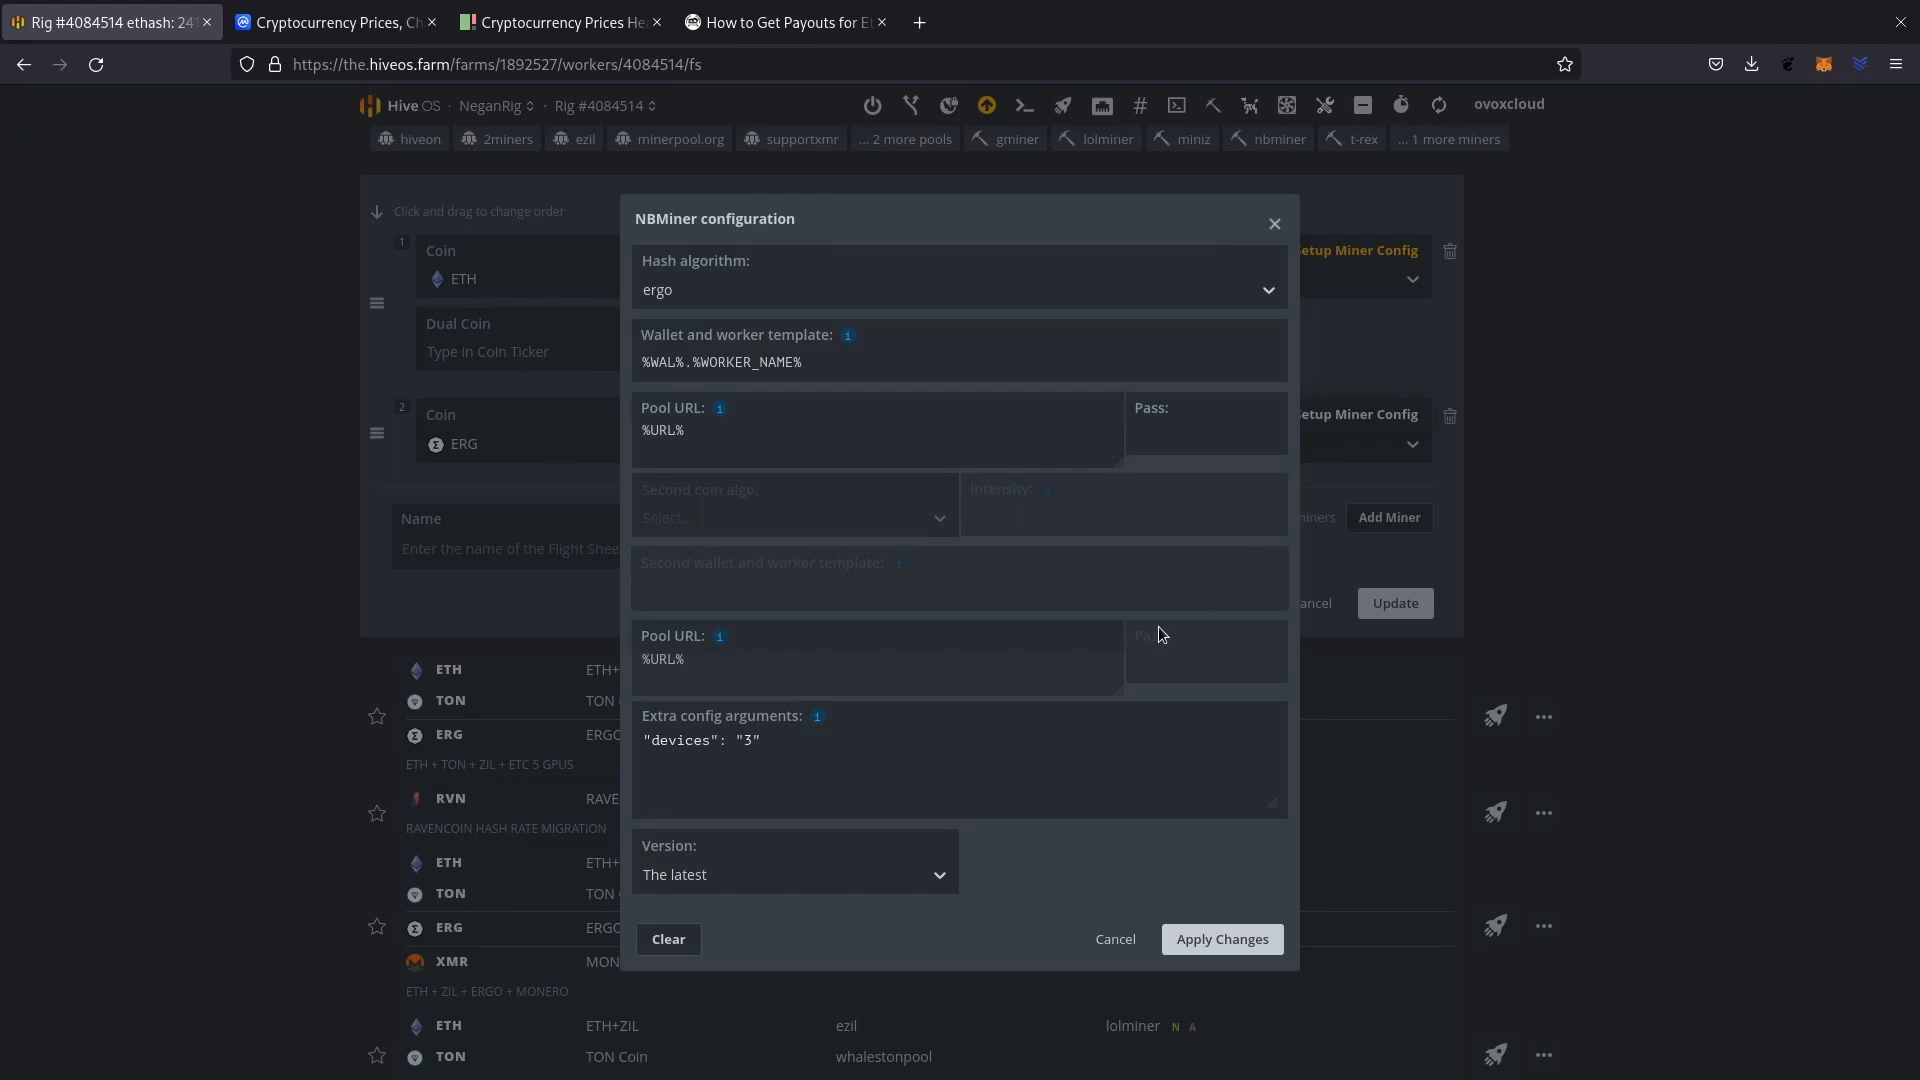 Rig #4084514 ethash: 24
Cryptocurrency Prices, Ch
Cryptocurrency Prices He
How to Get Payouts for Et
https://the.hiveos.farm/farms/1892527/workers/4084514/fs
Hive OS · NeganRig · Rig #4084514
ovoxcloud
hiveon
2miners
ezil
minerpool.org
supportxmr
... 2 more pools
gminer
lolminer
miniz
nbminer
t-rex
... 1 more miners
Click and drag to change order
1
Coin
ETH
Dual Coin
Type in Coin Ticker
2
Coin
ERG
Name
Enter the name of the Flight Shee
etup Miner Config
etup Miner Config
niners
Add Miner
ancel
Update
NBMiner configuration
Hash algorithm:
ergo
Wallet and worker template:
%WAL%.%WORKER_NAME%
Pool URL:
%URL%
Pass:
Second coin algo:
Select...
Intensity:
Second wallet and worker template:
Pool URL:
%URL%
Extra config arguments:
"devices": "3"
Version:
The latest
Clear
Cancel
Apply Changes
ETH ETH+
TON TON
ERG ERGO
ETH + TON + ZIL + ETC 5 GPUS
RVN RAVE
RAVENCOIN HASH RATE MIGRATION
ETH ETH+
TON TON
ERG ERGO
XMR MON
ETH + ZIL + ERGO + MONERO
ETH ETH+ZIL ezil lolminer N A
TON TON Coin whalestonpool